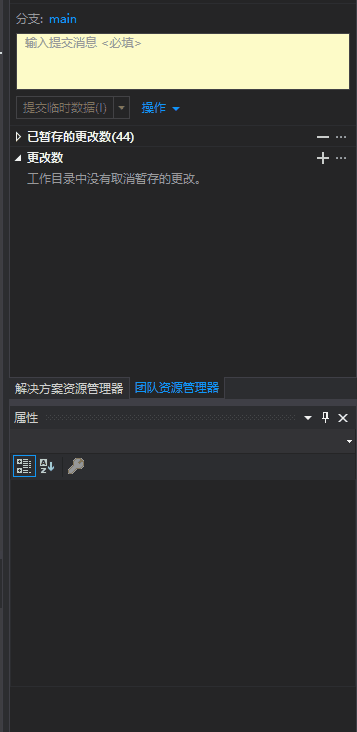 分支: main
输入提交消息 <必填>
提交临时数据(I)
操作
已暂存的更改数(44)
更改数
工作目录中没有取消暂存的更改。
解决方案资源管理器 团队资源管理器
属性